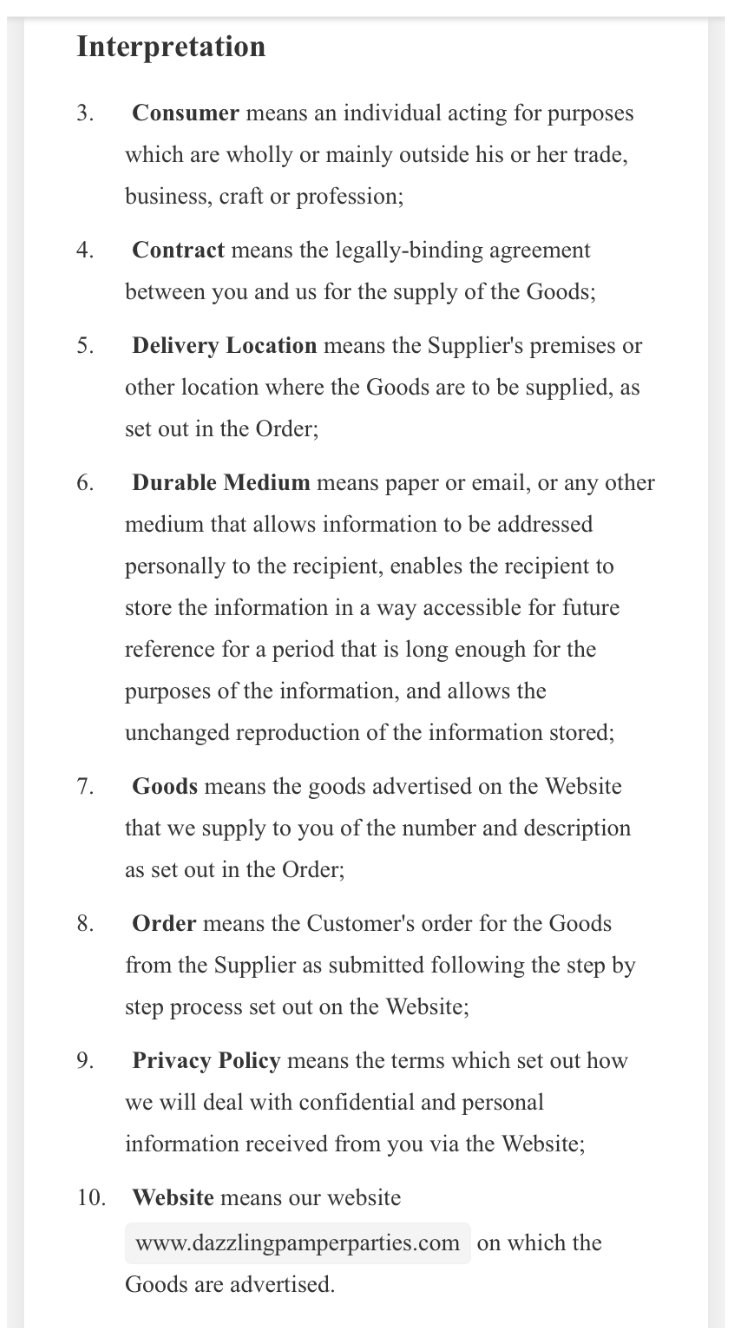 Interpretation
3. Consumer means an individual acting for purposes
which are wholly or mainly outside his or her trade,
business, craft or profession;
4. Contract means the legally-binding agreement
between you and us for the supply of the Goods;
5. Delivery Location means the Supplier's premises or
other location where the Goods are to be supplied, as
set out in the Order;
6. Durable Medium means paper or email, or any other
medium that allows information to be addressed
personally to the recipient, enables the recipient to
store the information in a way accessible for future
reference for a period that is long enough for the
purposes of the information, and allows the
unchanged reproduction of the information stored;
7. Goods means the goods advertised on the Website
that we supply to you of the number and description
as set out in the Order;
8. Order means the Customer's order for the Goods
from the Supplier as submitted following the step by
step process set out on the Website;
9. Privacy Policy means the terms which set out how
we will deal with confidential and personal
information received from you via the Website;
10. Website means our website
www.dazzlingpamperparties.com on which the
Goods are advertised.